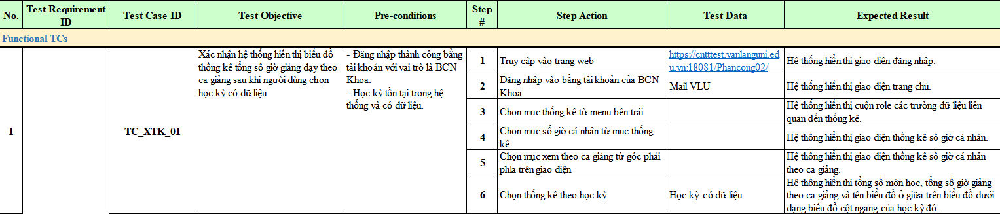 No.
Test Requirement
ID
Test Case ID
Test Objective
Pre-conditions
Step
#
Step Action
Test Data
Expected Result
Functional TCs
1
TC_XTK_01
Xác nhận hệ thống hiển thị biểu đồ
thống kê tổng số giờ giảng dạy theo
ca giảng sau khi người dùng chọn
học kỳ có dữ liệu
- Đăng nhập thành công bằng
tài khoản với vai trò là BCN
Khoa.
- Học kỳ tồn tại trong hệ
thống và có dữ liệu.
1
Truy cập vào trang web
https://cntttest.vanlanguni.ed
u.vn:18081/Phancong02/
Hệ thống hiển thị giao diện đăng nhập.
2
Đăng nhập vào bằng tài khoản của BCN
Khoa
Mail VLU
Hệ thống hiển thị giao diện trang chủ.
3
Chọn mục thống kê từ menu bên trái
Hệ thống hiển thị cuộn role các trường dữ liệu liên
quan đến thống kê.
4
Chọn mục số giờ cá nhân từ mục thống
kê
Hệ thống hiển thị giao diện thống kê số giờ cá nhân.
5
Chọn mục xem theo ca giảng từ góc phải
phía trên giao diện
Hệ thống hiển thị giao diện thống kê số giờ cá nhân
theo ca giảng.
6
Chọn thống kê theo học kỳ
Học kỳ: có dữ liệu
Hệ thống hiển thị tổng số môn học, tổng số giờ giảng
theo ca giảng và tên biểu đồ ở giữa trên biểu đồ dưới
dạng biểu đồ cột ngang của học kỳ đó.